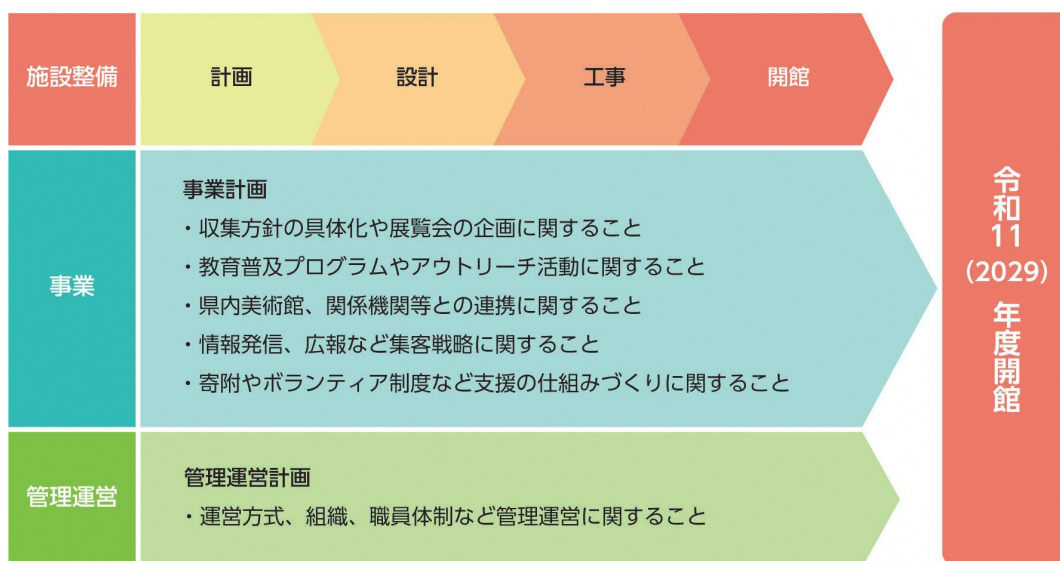 施設整備
計画
設計
工事
開館
事業
事業計画
・収集方針の具体化や展覧会の企画に関すること
・教育普及プログラムやアウトリーチ活動に関すること
・県内美術館、関係機関等との連携に関すること
・情報発信、広報など集客戦略に関すること
・寄附やボランティア制度など支援の仕組みづくりに関すること
管理運営
管理運営計画
・運営方式、組織、職員体制など管理運営に関すること
令和11(2029)年度開館